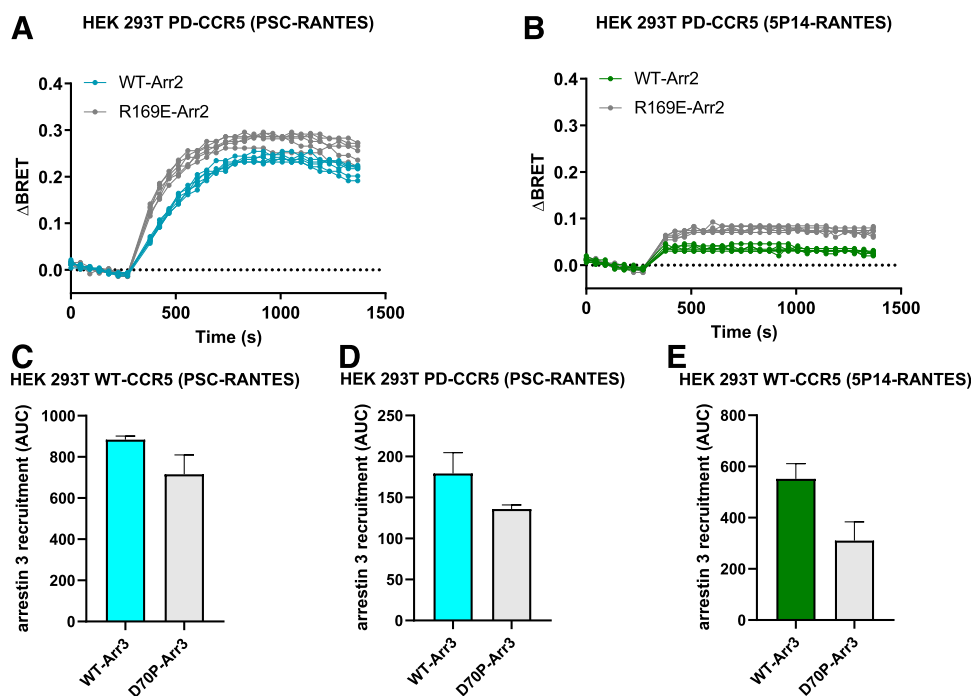 A
HEK 293T PD-CCR5 (PSC-RANTES)
WT-Arr2
R169E-Arr2
ΔBRET
0.4
0.3
0.2
0.1
0.0
0 500 1000 1500
Time (s)
B
HEK 293T PD-CCR5 (5P14-RANTES)
WT-Arr2
R169E-Arr2
ΔBRET
0.4
0.3
0.2
0.1
0.0
0 500 1000 1500
Time (s)
C
HEK 293T WT-CCR5 (PSC-RANTES)
arrestin 3 recruitment (AUC)
1000
800
600
400
200
0
WT-Arr3
D70P-Arr3
D
HEK 293T PD-CCR5 (PSC-RANTES)
arrestin 3 recruitment (AUC)
250
200
150
100
50
0
WT-Arr3
D70P-Arr3
E
HEK 293T WT-CCR5 (5P14-RANTES)
arrestin 3 recruitment (AUC)
800
600
400
200
0
WT-Arr3
D70P-Arr3